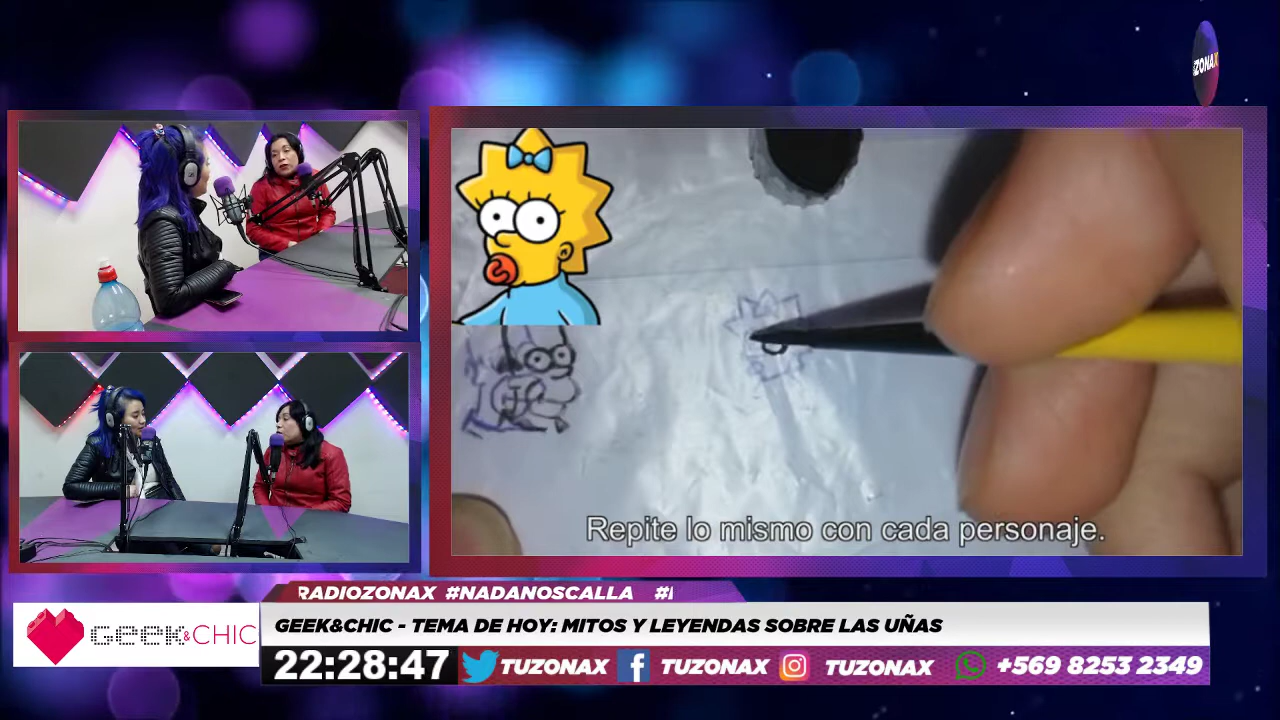 ZONAX
Repite lo mismo con cada personaje.
RADIOZONAX #NADANOSCALLA
GEEK&CHIC
GEEK&CHIC - TEMA DE HOY: MITOS Y LEYENDAS SOBRE LAS UÑAS
22:28:47 TUZONAX TUZONAX TUZONAX +569 8253 2349